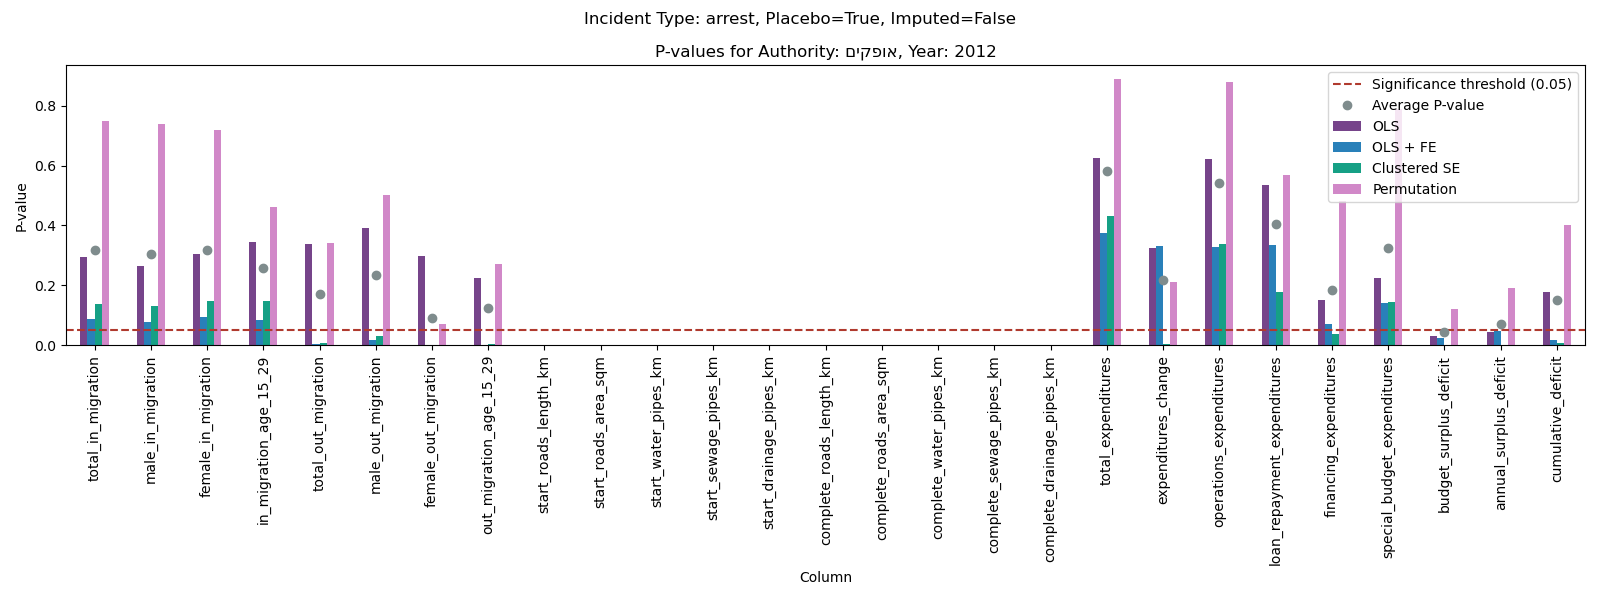 Incident Type: arrest, Placebo=True, Imputed=False
P-values for Authority: אופקים, Year: 2012
P-value
0.8
0.6
0.4
0.2
0.0
Significance threshold (0.05)
Average P-value
OLS
OLS + FE
Clustered SE
Permutation
total_in_migration
male_in_migration
female_in_migration
in_migration_age_15_29
total_out_migration
male_out_migration
female_out_migration
out_migration_age_15_29
start_roads_length_km
start_roads_area_sqm
start_water_pipes_km
start_sewage_pipes_km
start_drainage_pipes_km
complete_roads_length_km
complete_roads_area_sqm
complete_water_pipes_km
complete_sewage_pipes_km
complete_drainage_pipes_km
total_expenditures
expenditures_change
operations_expenditures
loan_repayment_expenditures
financing_expenditures
special_budget_expenditures
budget_surplus_deficit
annual_surplus_deficit
cumulative_deficit
Column